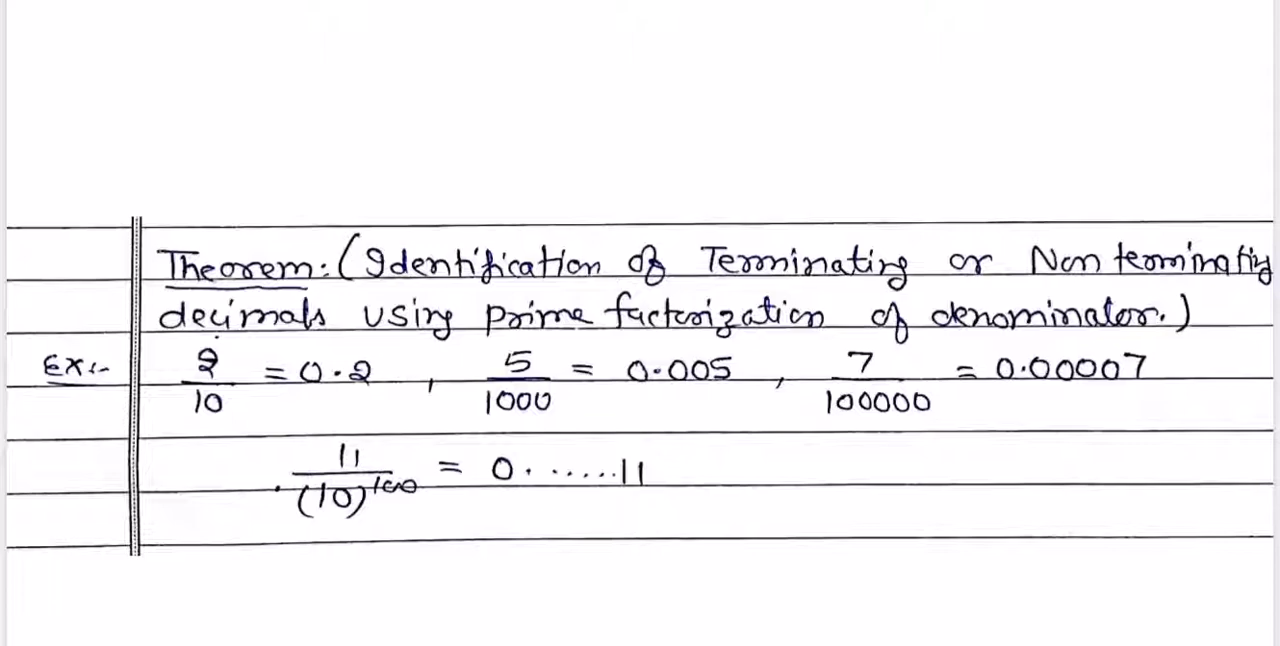 Theorem:(Identification of Terminating or Non terminating
decimals using prime factorization of denominator.)
Ex:- 2/10 = 0.2 , 5/1000 = 0.005 , 7/100000 = 0.00007
11/(10)^100 = 0.......11